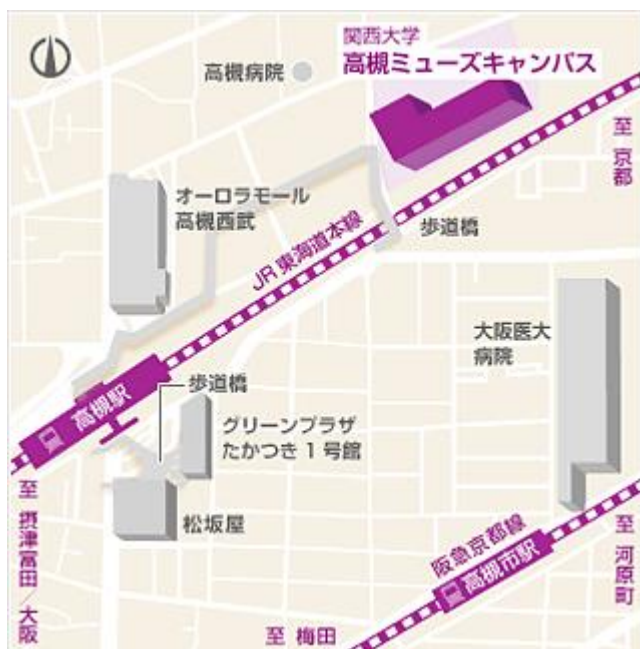 関西大学
高槻ミューズキャンパス
高槻病院
至 京都
オーロラモール
高槻西武
歩道橋
JR東海道本線
大阪医大
病院
歩道橋
高槻駅
グリーンプラザ
たかつき1号館
松坂屋
至 摂津富田/大阪
阪急京都線
高槻市駅
至 河原町
至 梅田